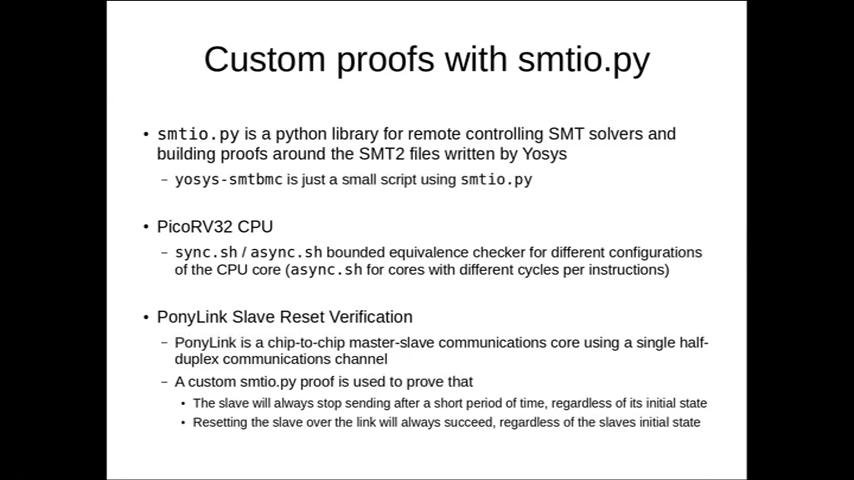 Custom proofs with smtio.py
• smtio.py is a python library for remote controlling SMT solvers and
building proofs around the SMT2 files written by Yosys
– yosys-smtbmc is just a small script using smtio.py
• PicoRV32 CPU
– sync.sh / async.sh bounded equivalence checker for different configurations
of the CPU core (async.sh for cores with different cycles per instructions)
• PonyLink Slave Reset Verification
– PonyLink is a chip-to-chip master-slave communications core using a single half-
duplex communications channel
– A custom smtio.py proof is used to prove that
• The slave will always stop sending after a short period of time, regardless of its initial state
• Resetting the slave over the link will always succeed, regardless of the slaves initial state